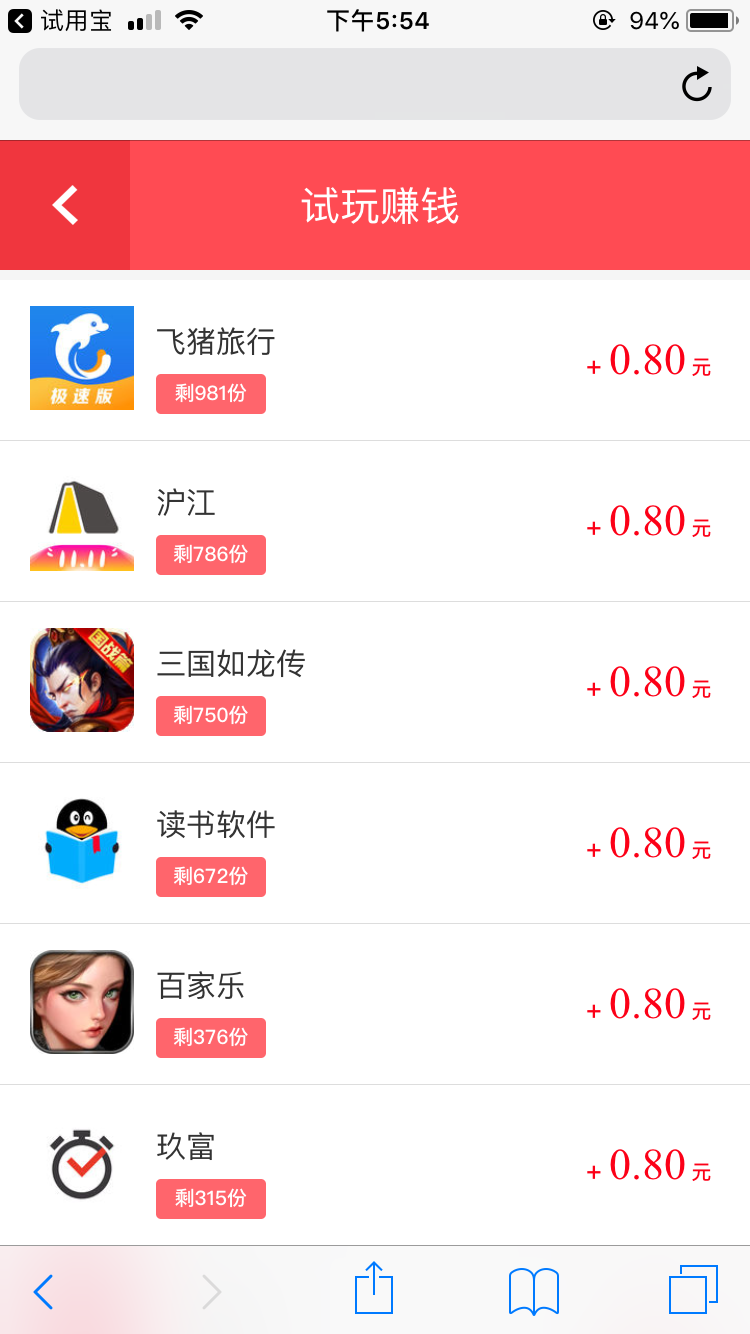 试用宝 下午5:54 94%
试玩赚钱
极速版
飞猪旅行
剩981份
+ 0.80 元
11.11
沪江
剩786份
+ 0.80 元
国战篇
三国如龙传
剩750份
+ 0.80 元
读书软件
剩672份
+ 0.80 元
百家乐
剩376份
+ 0.80 元
玖富
剩315份
+ 0.80 元